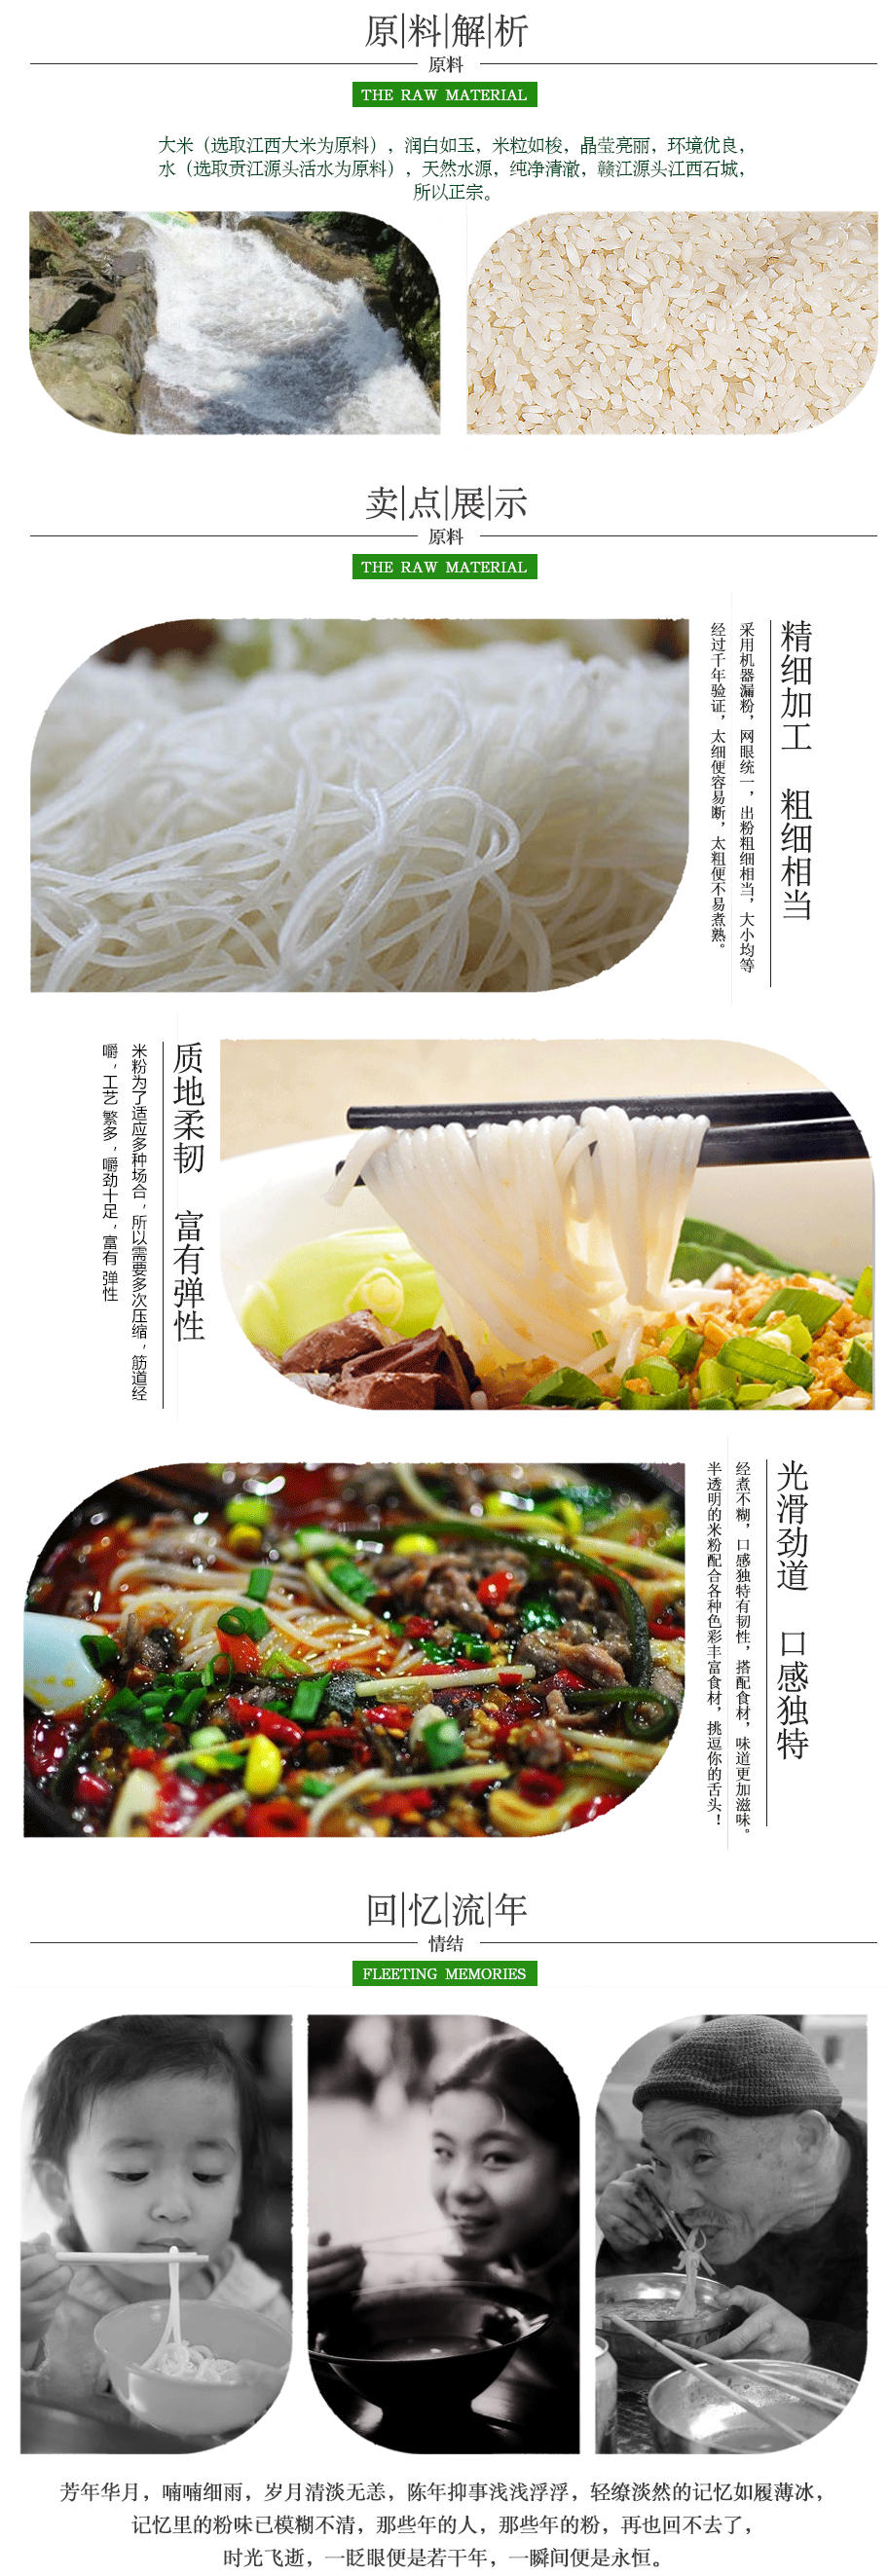 原料解析
原料
THE RAW MATERIAL
大米（选取江西大米为原料），润白如玉，米粒如梭，晶莹亮丽，环境优良，
水（选取贡江源头活水为原料），天然水源，纯净清澈，赣江源头江西石城，
所以正宗。
卖点展示
原料
THE RAW MATERIAL
精细加工 粗细相当
采用机器漏粉，网眼统一，出粉粗细相当，大小均等
经过千年验证，太细便容易断，太粗便不易煮熟。
质地柔韧 富有弹性
米粉为了适应多种场合，所以需要多次压缩，筋道经
嚼，工艺 繁多，嚼劲十足，富有 弹性
光滑劲道 口感独特
经煮不糊，口感独特有韧性，搭配食材，味道更加滋味。
半透明的米粉配合各种色彩丰富食材，挑逗你的舌头！
回忆流年
情结
FLEETING MEMORIES
芳年华月，喃喃细雨，岁月清淡无恙，陈年抑事浅浅浮浮，轻缭淡然的记忆如履薄冰，
记忆里的粉味已模糊不清，那些年的人，那些年的粉，再也回不去了，
时光飞逝，一眨眼便是若干年，一瞬间便是永恒。